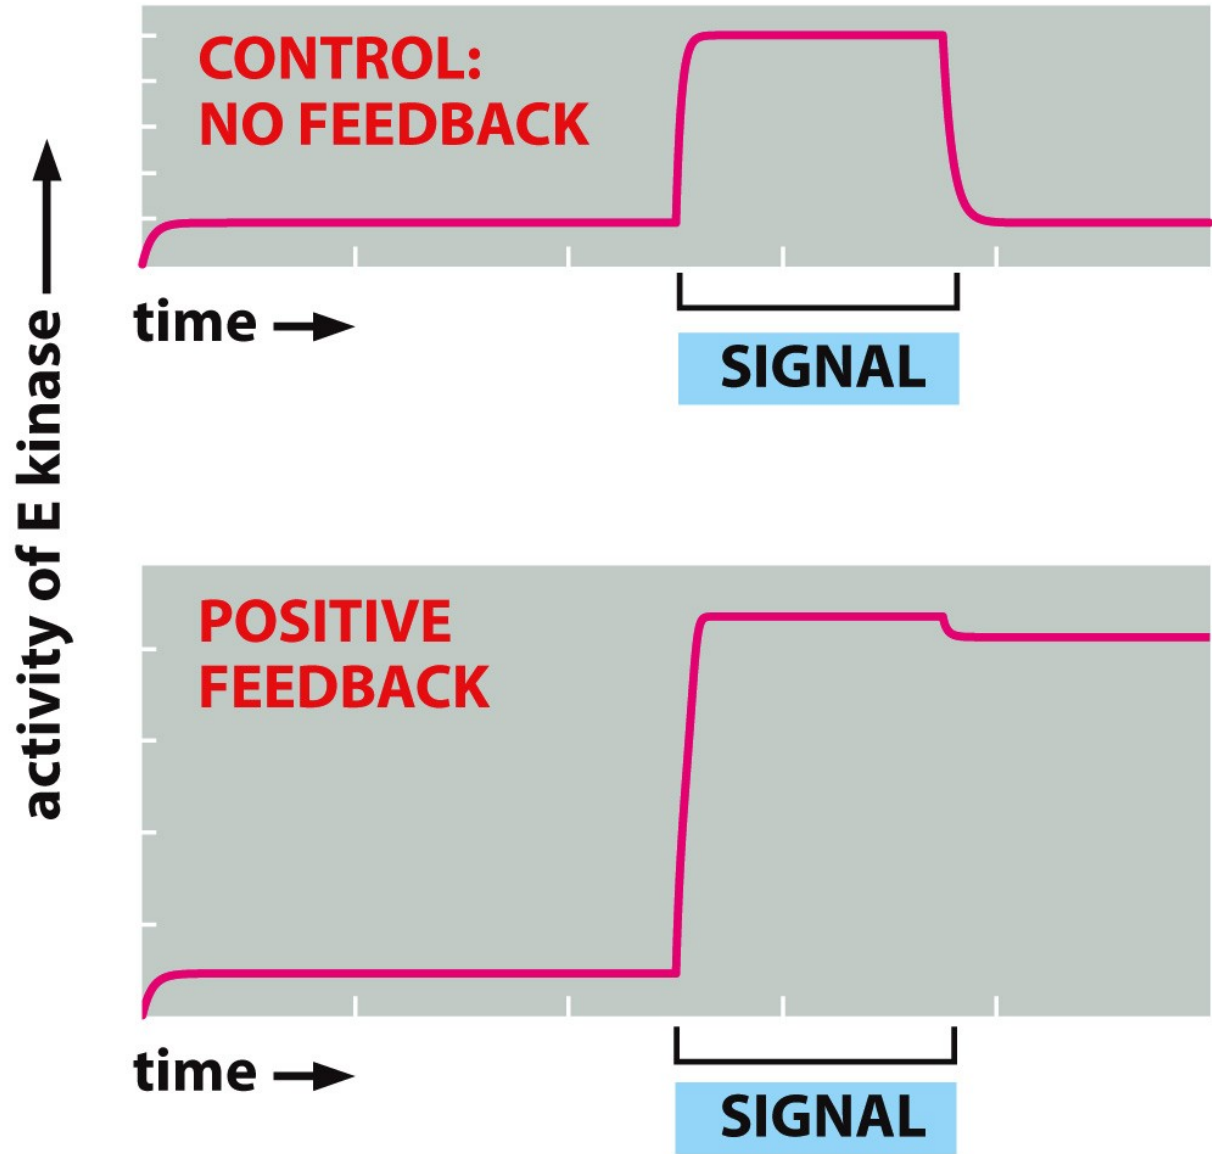 CONTROL:
NO FEEDBACK
activity of E kinase
time
SIGNAL
POSITIVE
FEEDBACK
time
SIGNAL